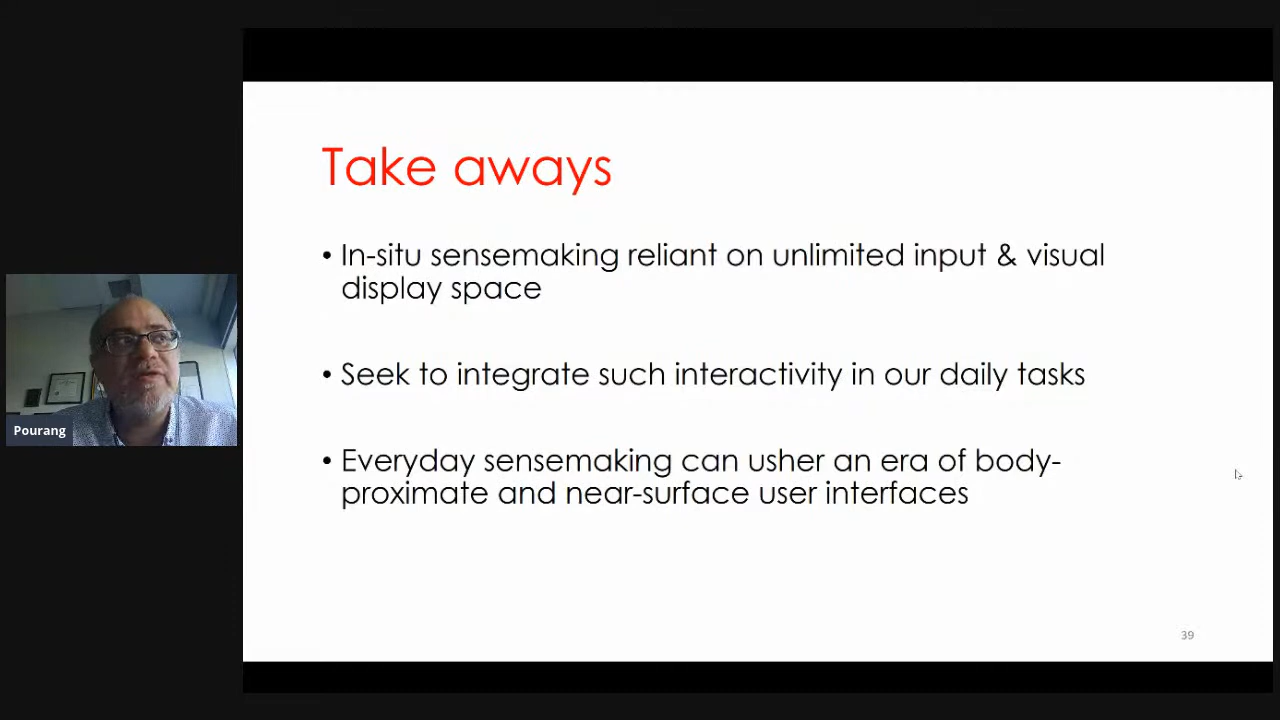 Take aways
• In-situ sensemaking reliant on unlimited input & visual
display space
• Seek to integrate such interactivity in our daily tasks
• Everyday sensemaking can usher an era of body-
proximate and near-surface user interfaces
Pourang
39